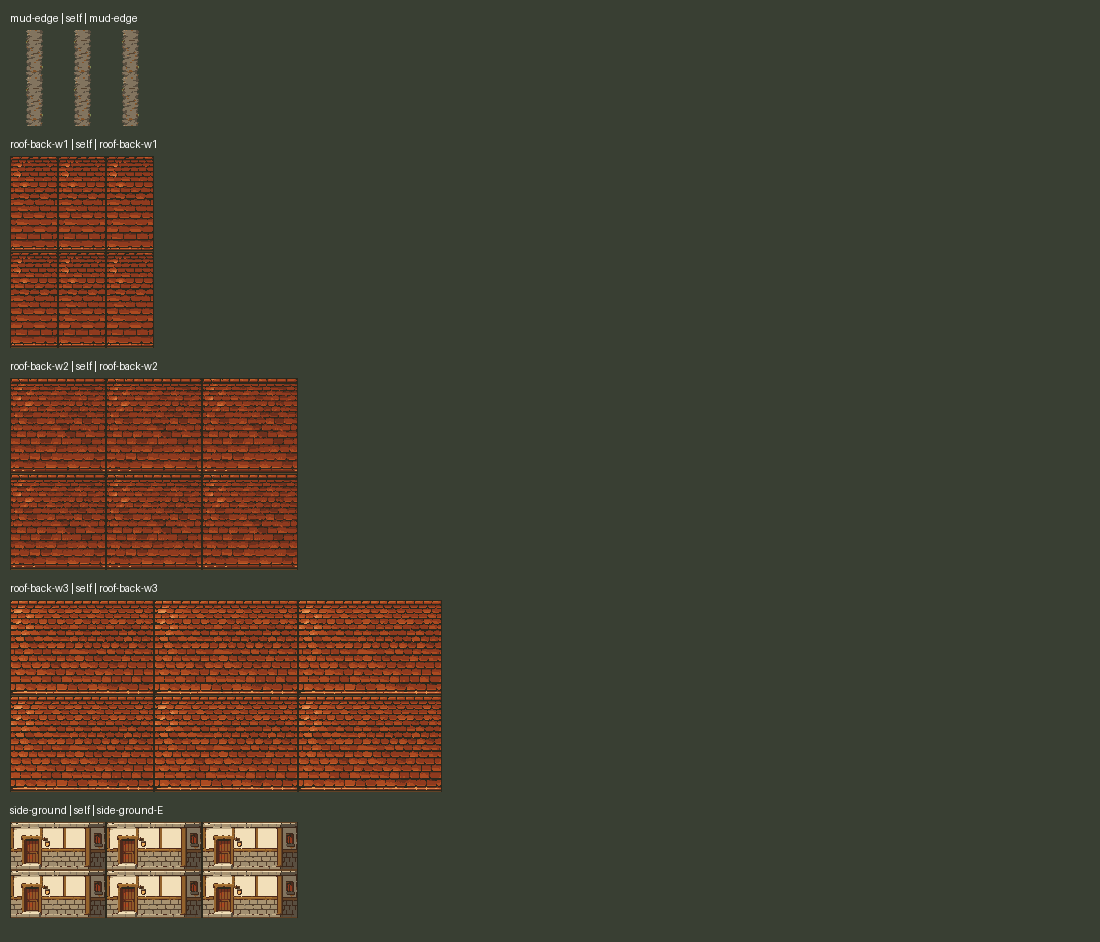 mud-edge | self | mud-edge
roof-back-w1 | self | roof-back-w1
roof-back-w2 | self | roof-back-w2
roof-back-w3 | self | roof-back-w3
side-ground | self | side-ground-E